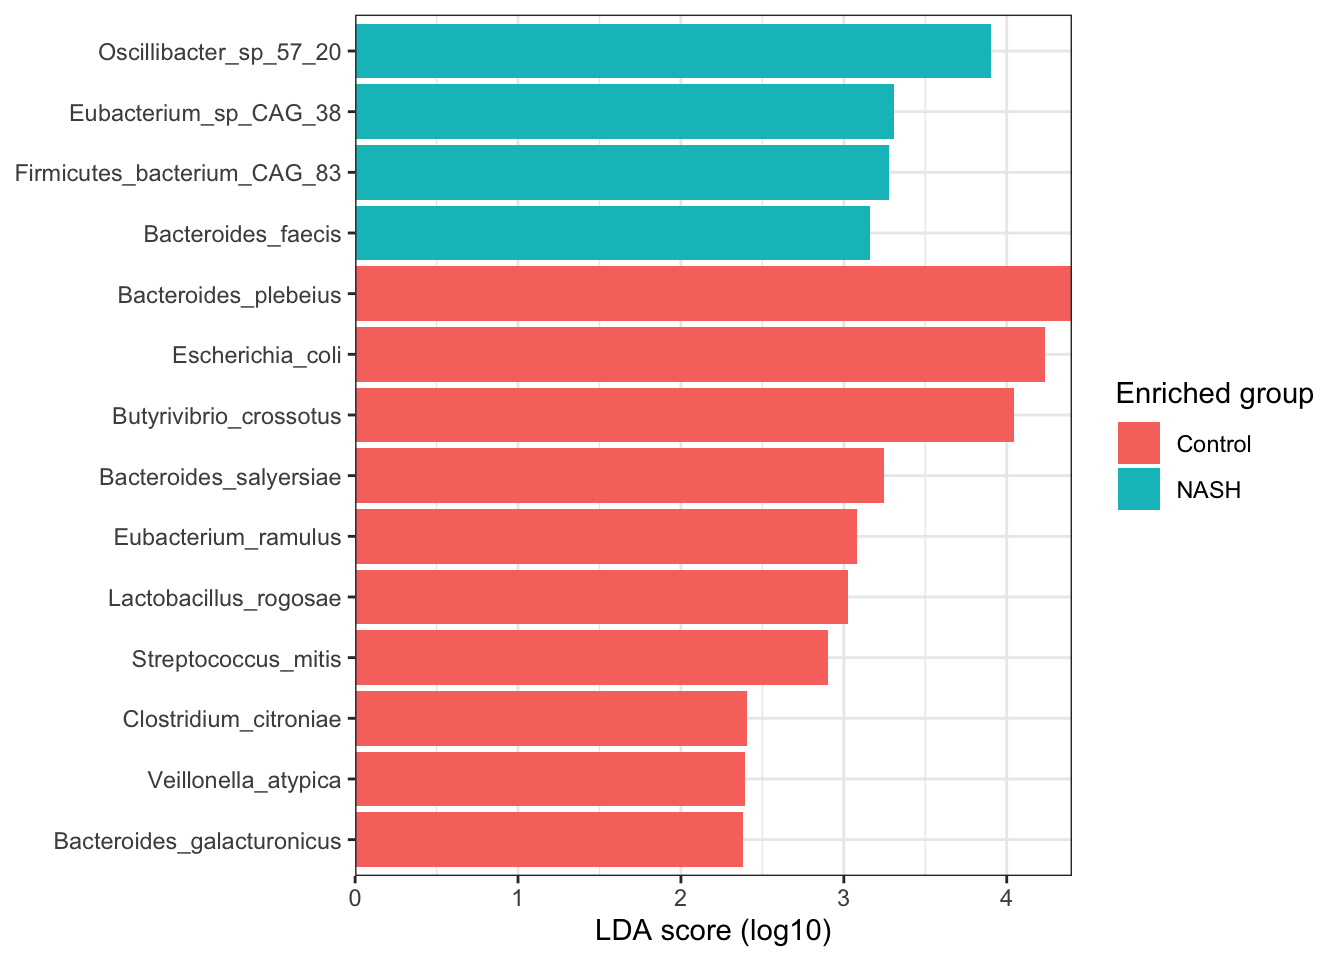 Oscillibacter_sp_57_20
Eubacterium_sp_CAG_38
Firmicutes_bacterium_CAG_83
Bacteroides_faecis
Bacteroides_plebeius
Escherichia_coli
Butyrivibrio_crossotus
Bacteroides_salyersiae
Eubacterium_ramulus
Lactobacillus_rogosae
Streptococcus_mitis
Clostridium_citroniae
Veillonella_atypica
Bacteroides_galacturonicus
0 1 2 3 4
LDA score (log10)
Enriched group
Control
NASH